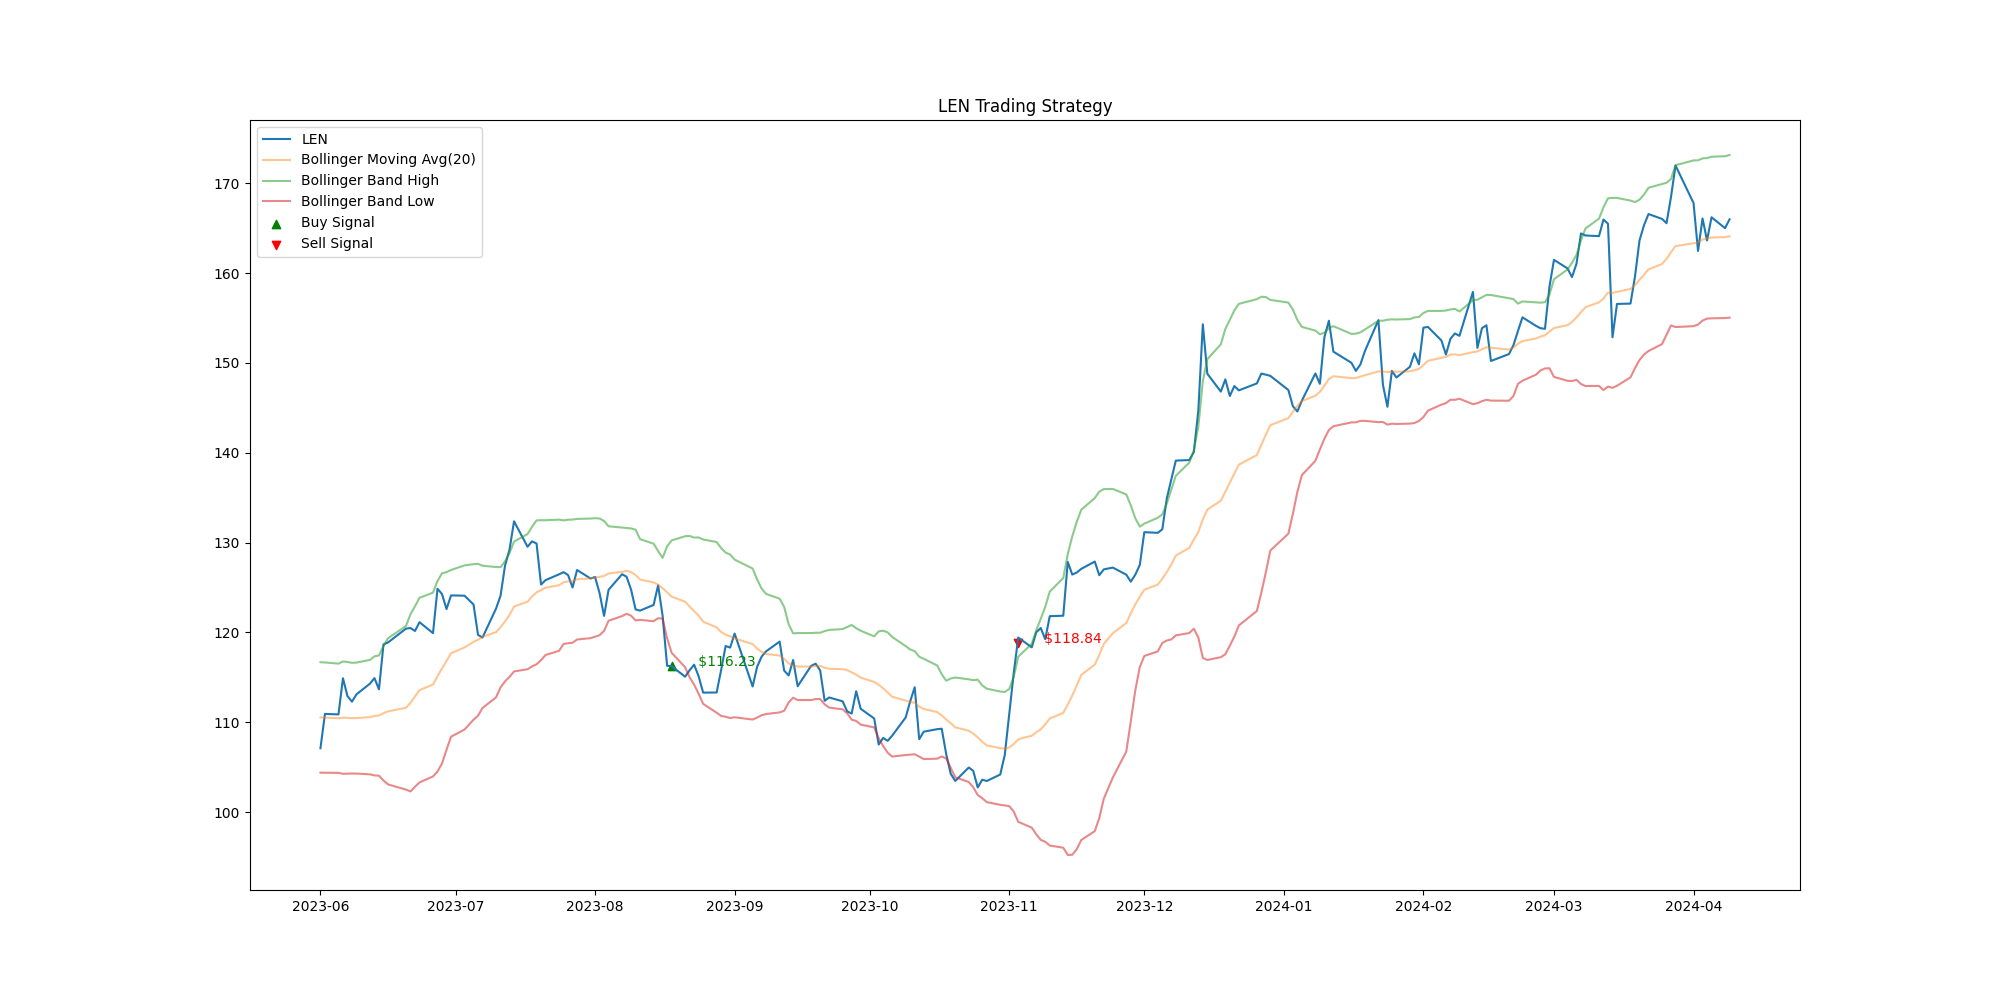 LEN Trading Strategy
LEN
Bollinger Moving Avg(20)
Bollinger Band High
Bollinger Band Low
Buy Signal
Sell Signal
170
160
150
140
130
120
110
100
$116.23
$118.84
2023-06 2023-07 2023-08 2023-09 2023-10 2023-11 2023-12 2024-01 2024-02 2024-03 2024-04